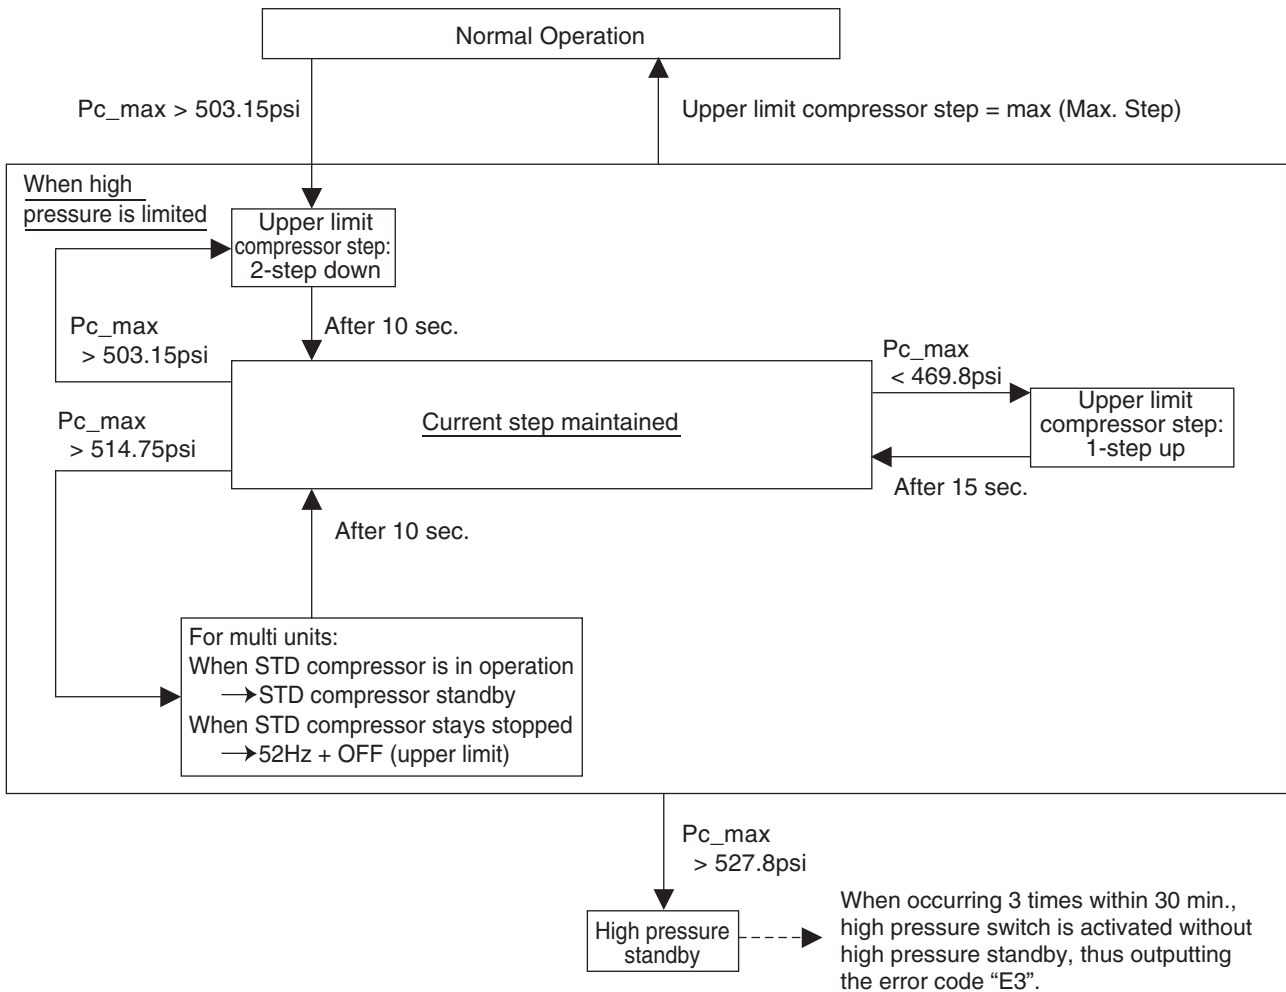 Normal Operation
Pc_max > 503.15psi
Upper limit compressor step = max (Max. Step)
When high
pressure is limited
Upper limit
compressor step:
2-step down
After 10 sec.
Pc_max
> 503.15psi
Pc_max
< 469.8psi
Upper limit
compressor step:
1-step up
Current step maintained
Pc_max
> 514.75psi
After 15 sec.
After 10 sec.
For multi units:
When STD compressor is in operation
→STD compressor standby
When STD compressor stays stopped
→52Hz + OFF (upper limit)
Pc_max
> 527.8psi
High pressure
standby
When occurring 3 times within 30 min.,
high pressure switch is activated without
high pressure standby, thus outputting
the error code “E3”.